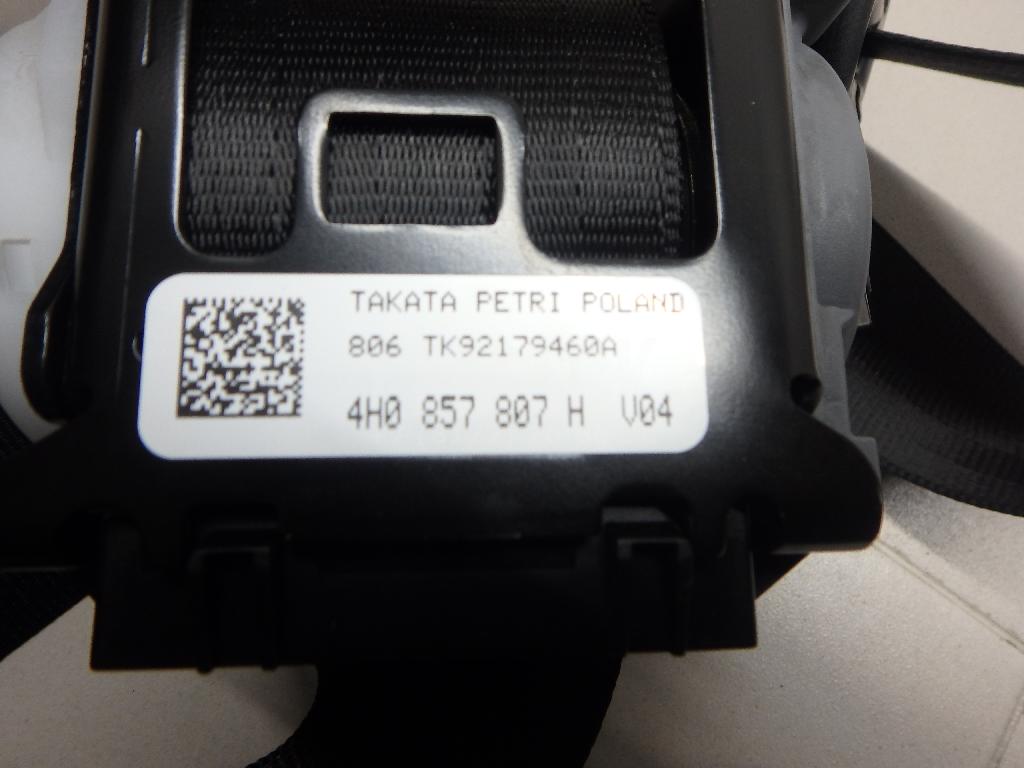 TAKATA PETRI POLAND
806 TK92179460A
4H0 857 807 H V04